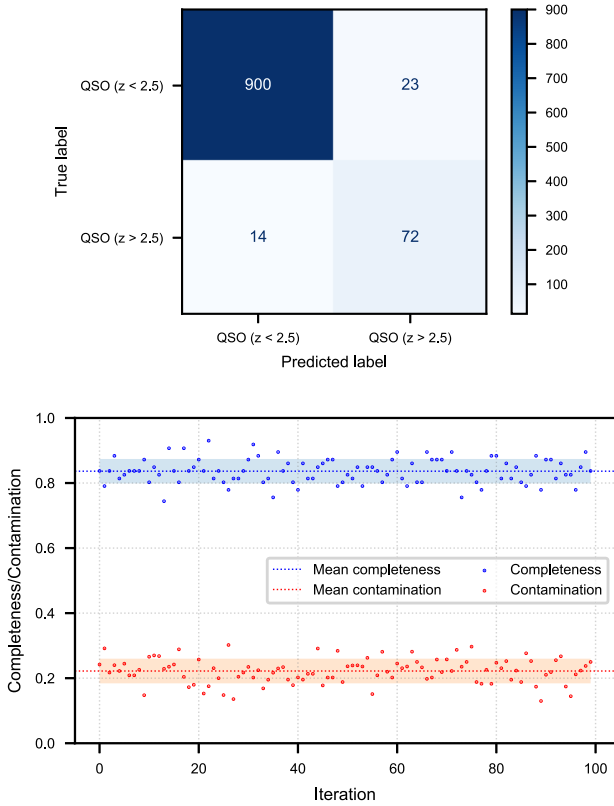 900
QSO (z < 2.5)
900
23
800
700
600
True label
500
400
QSO (z > 2.5)
14
72
300
200
100
QSO (z < 2.5)
QSO (z > 2.5)
Predicted label
1.0
0.8
0.6
Completeness/Contamination
Mean completeness
Completeness
Mean contamination
Contamination
0.4
0.2
0.0
0
20
40
60
80
100
Iteration